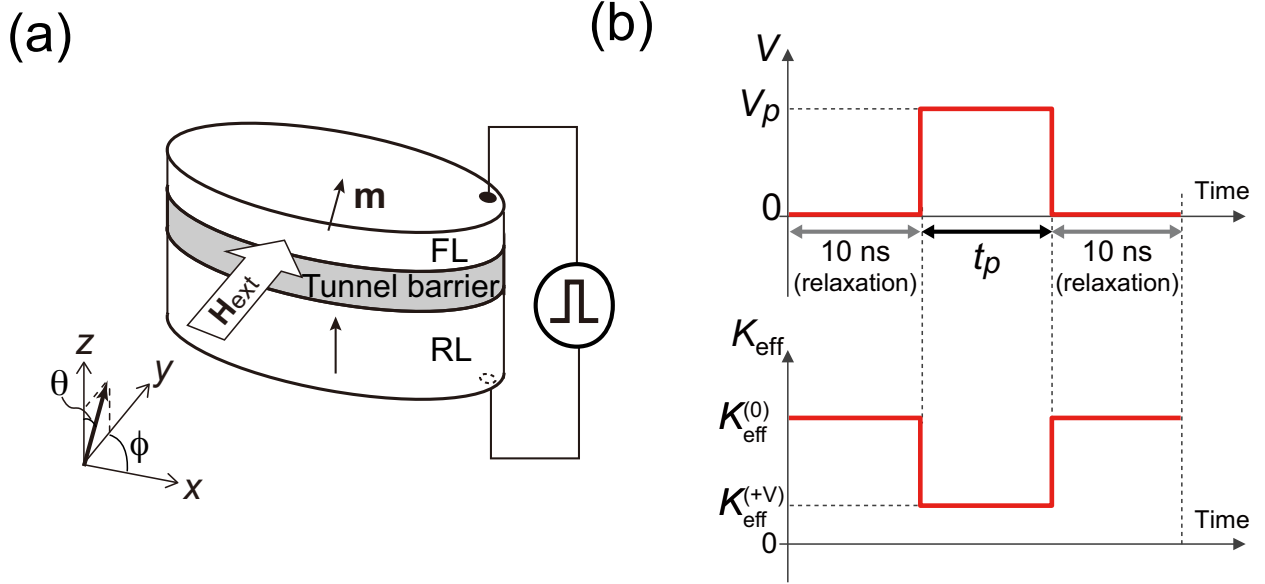 (a)
m
FL
Hext
Tunnel barrier
RL
z
y
θ
ϕ
x
(b)
V
Vp
0
Time
10 ns
(relaxation)
tp
10 ns
(relaxation)
Keff
Keff(0)
Keff(+V)
0
Time